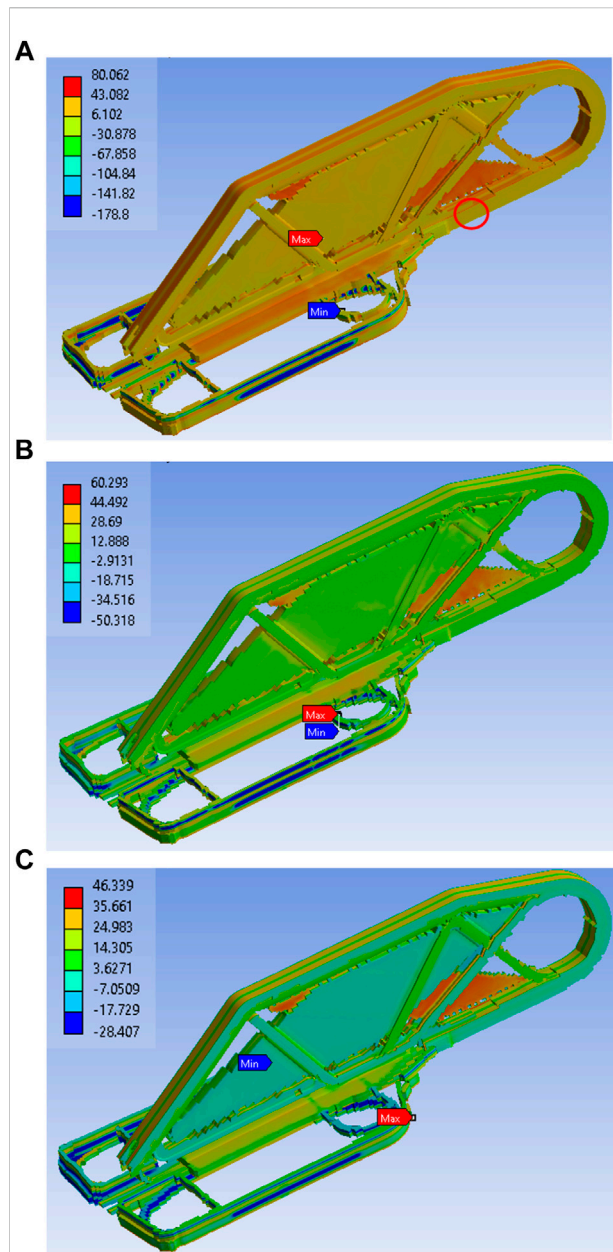 A
80.062
43.082
6.102
-30.878
-67.858
-104.84
-141.82
-178.8
Max
Min
B
60.293
44.492
28.69
12.888
-2.9131
-18.715
-34.516
-50.318
Max
Min
C
46.339
35.661
24.983
14.305
3.6271
-7.0509
-17.729
-28.407
Min
Max